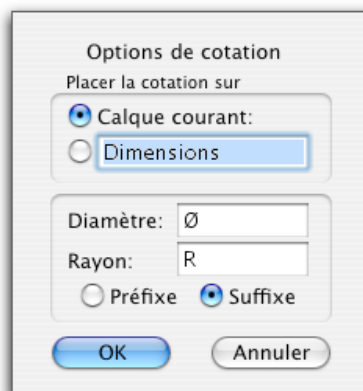 Options de cotation
Placer la cotation sur
Calque courant:
Dimensions
Diamètre: Ø
Rayon: R
Préfixe Suffixe
OK Annuler